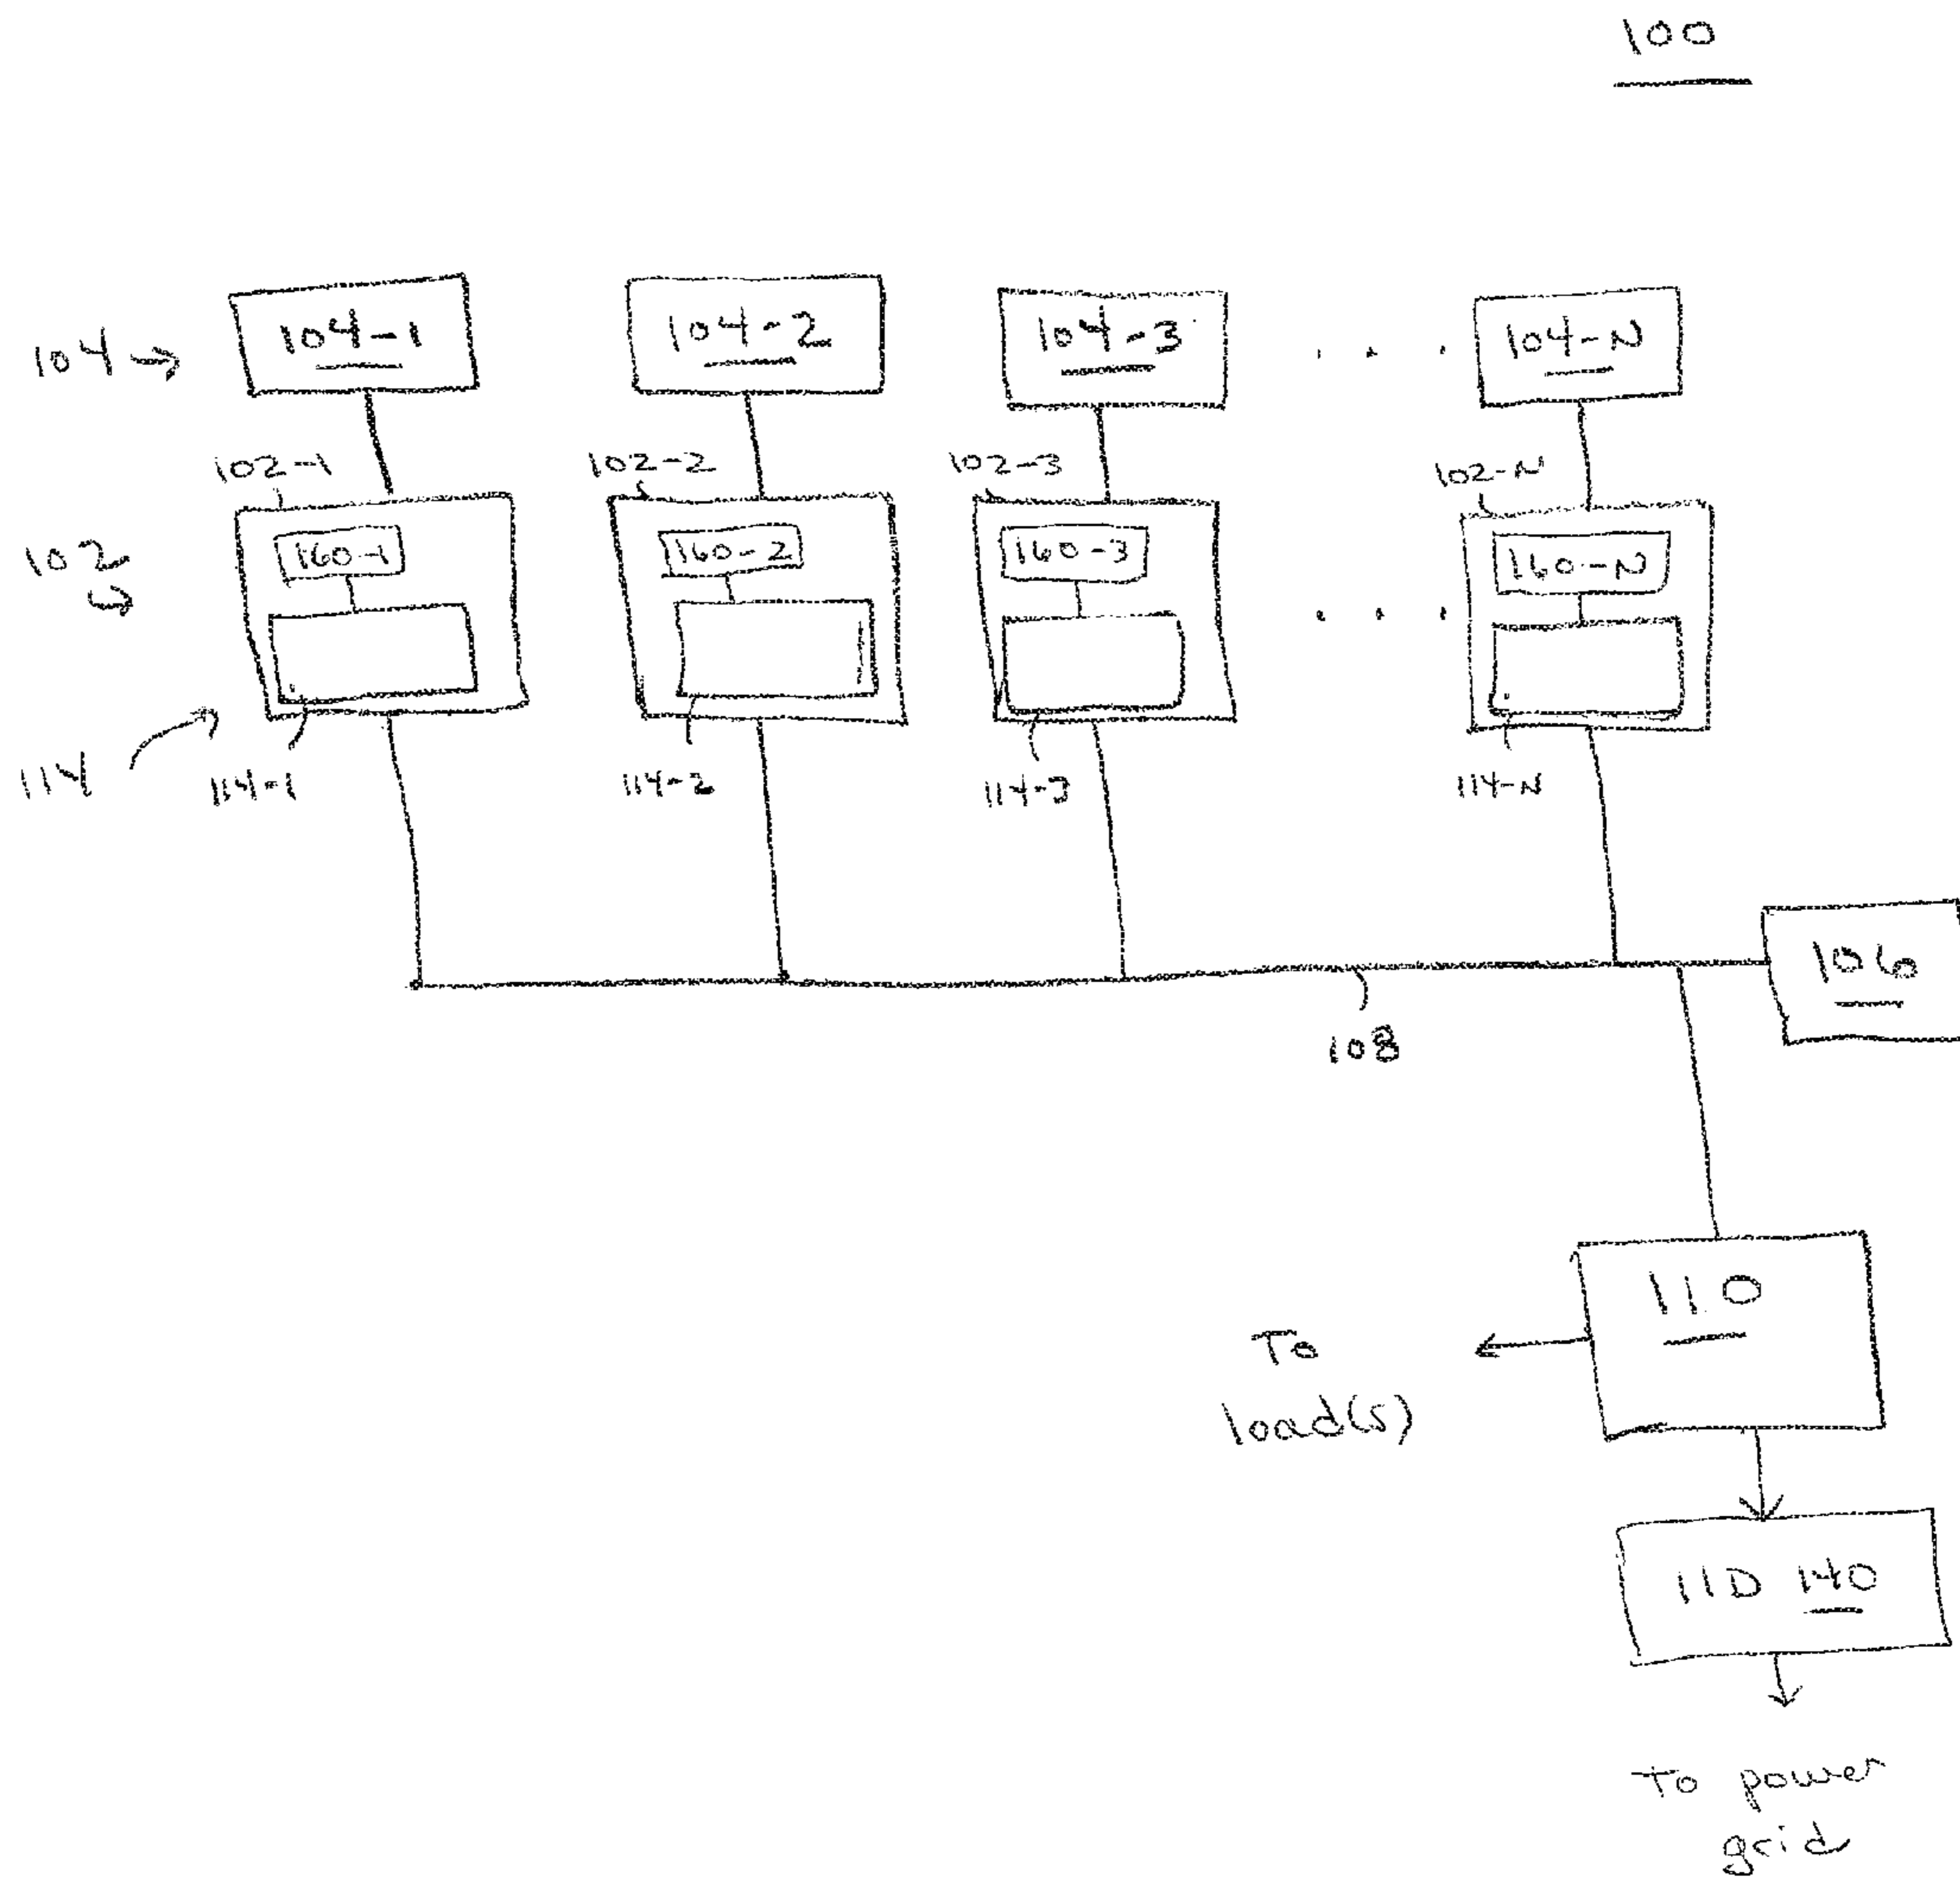 100
104 → 104-1 104-2 104-3 . . . 104-N
102-1 102-2 102-3 102-N
102 160-1 160-2 160-3 . . . 160-N
114 114-1 114-2 114-3 114-N
106
108
110
To
load(s)
IID 140
To power
grid